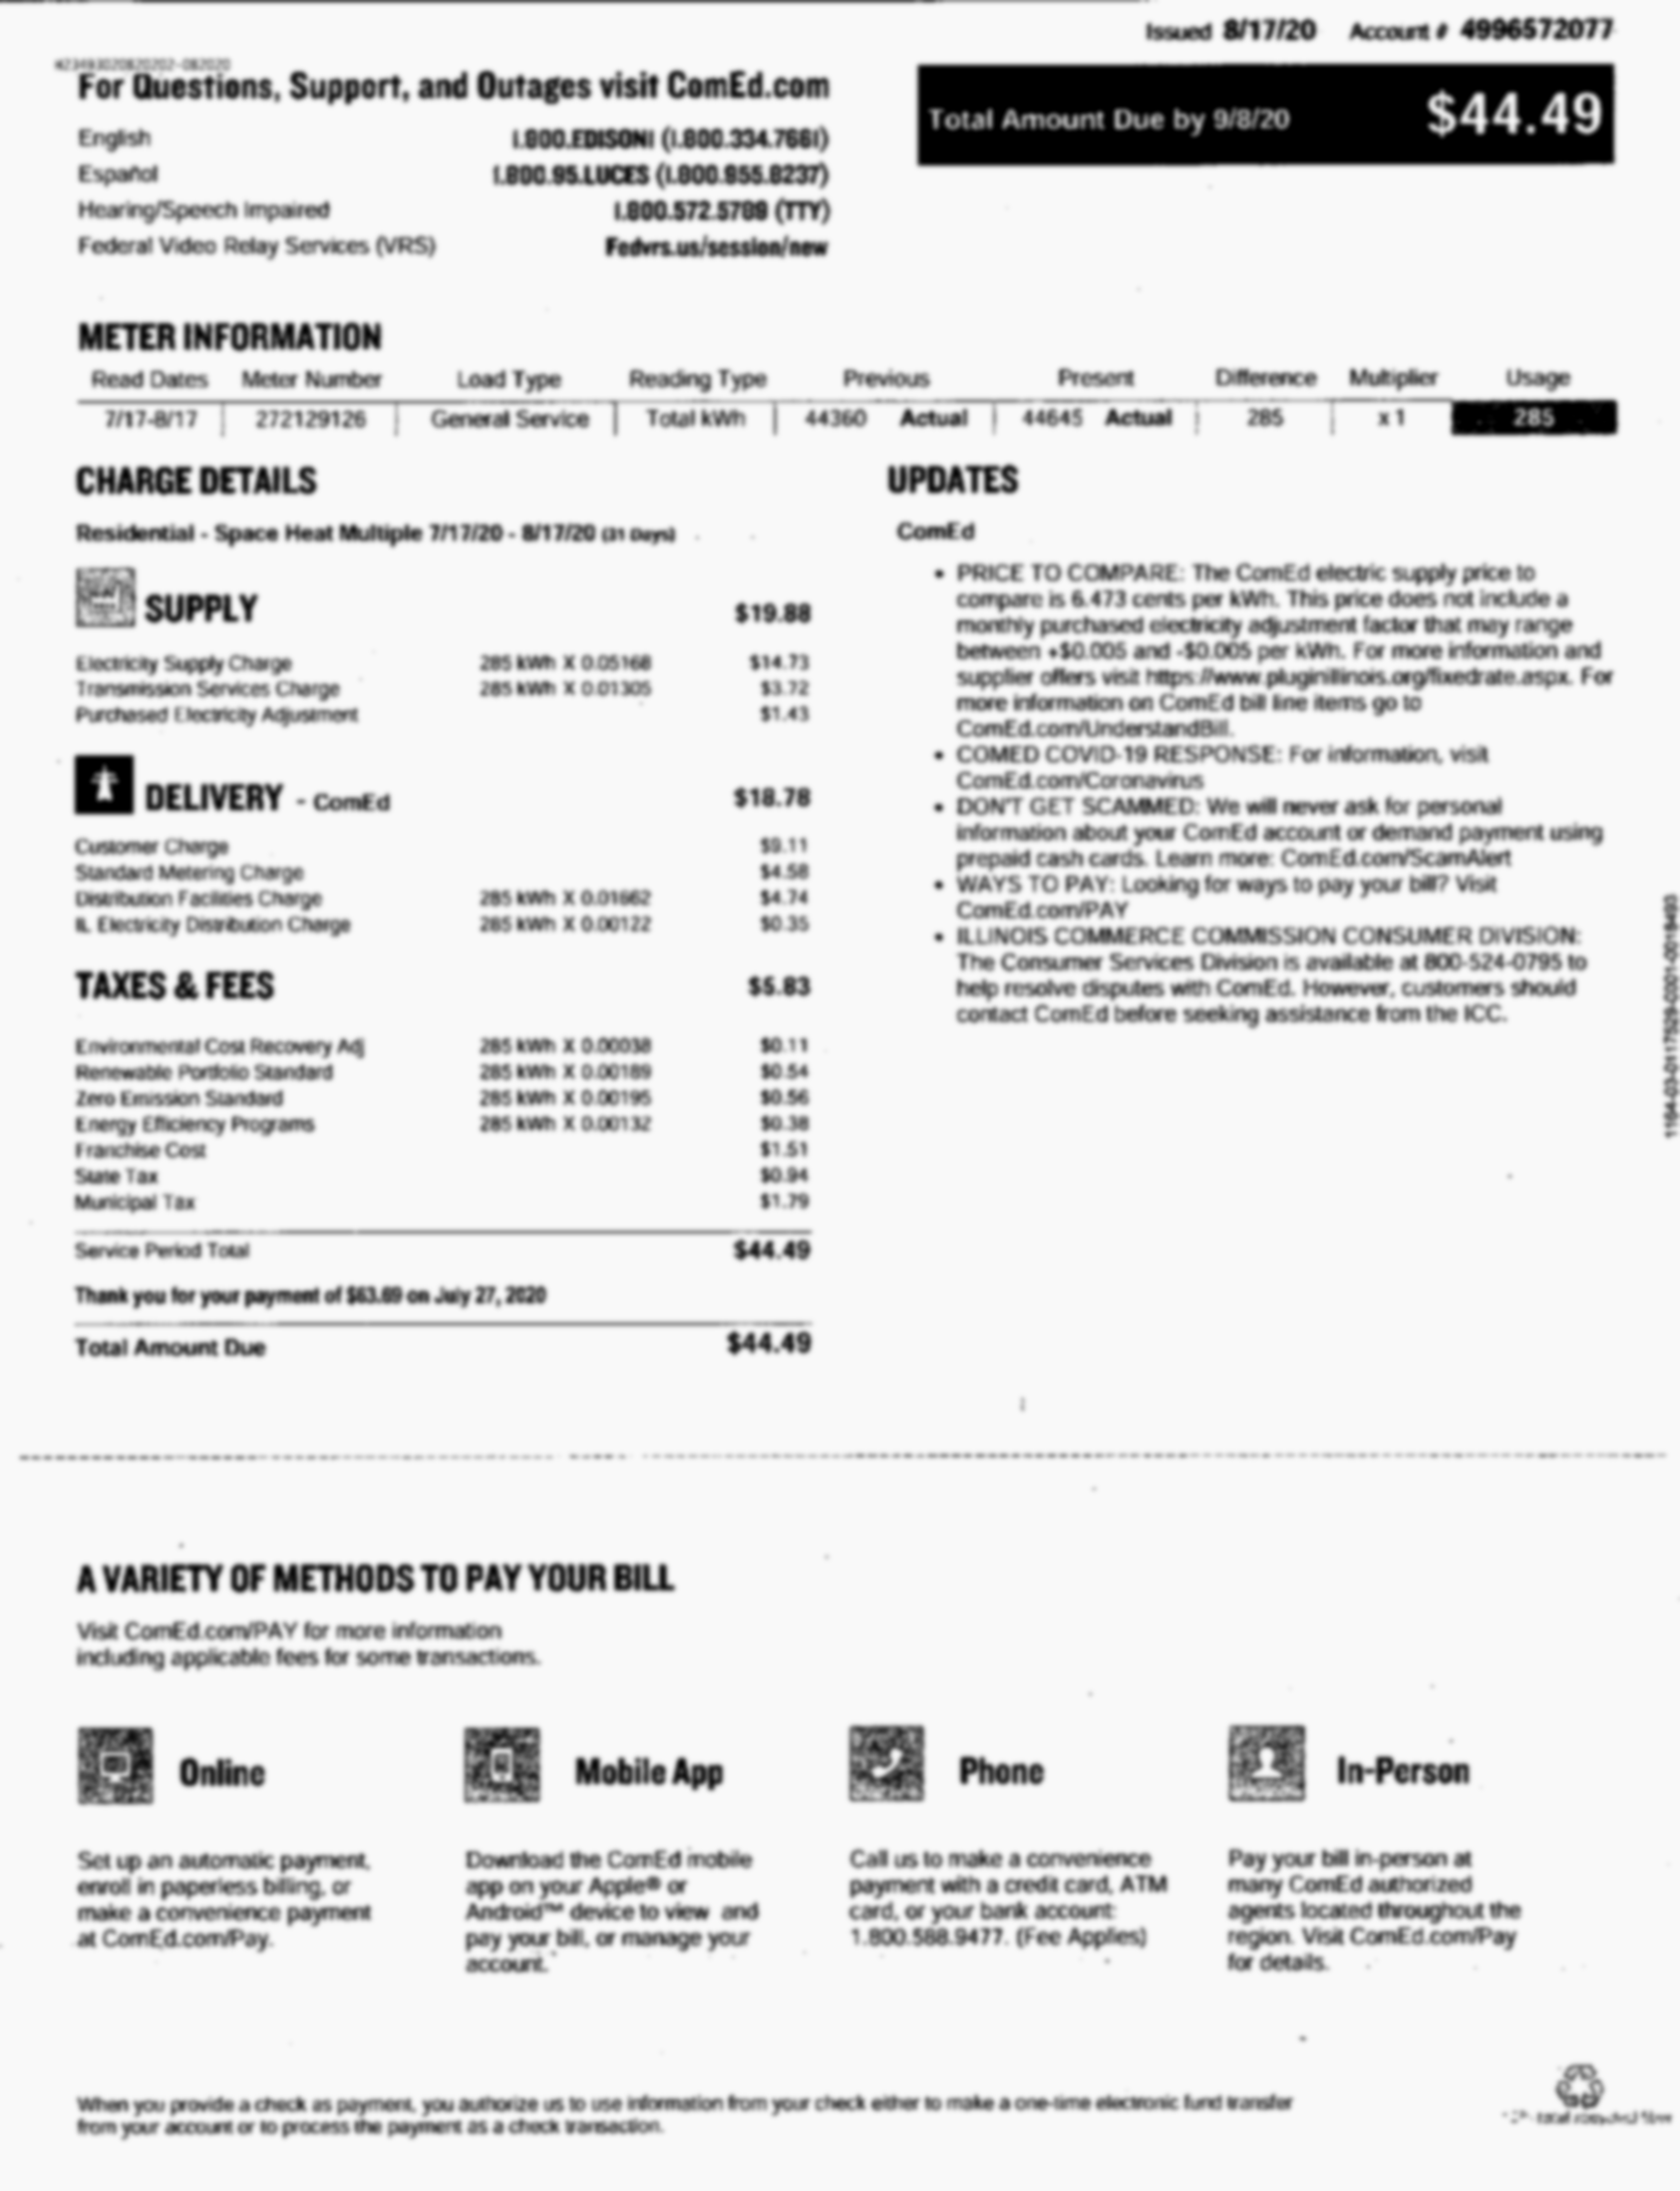 Issued 8/17/20 Account # 4996572077
For Questions, Support, and Outages visit ComEd.com
English 1.800.EDISON1 (1.800.334.7661)
Español 1.800.95.LUCES (1.800.955.8237)
Hearing/Speech Impaired 1.800.572.5789 (TTY)
Federal Video Relay Services (VRS) Fedvrs.us/session/new
Total Amount Due by 9/8/20 $44.49
METER INFORMATION
Read Dates Meter Number Load Type Reading Type Previous Present Difference Multiplier Usage
7/17-8/17 272129126 General Service Total kWh 44360 Actual 44645 Actual 285 x 1 285
CHARGE DETAILS
Residential - Space Heat Multiple 7/17/20 - 8/17/20 (31 Days)
SUPPLY $19.88
Electricity Supply Charge 285 kWh X 0.05168 $14.73
Transmission Services Charge 285 kWh X 0.01305 $3.72
Purchased Electricity Adjustment $1.43
DELIVERY - ComEd $18.78
Customer Charge $9.11
Standard Metering Charge $4.58
Distribution Facilities Charge 285 kWh X 0.01662 $4.74
IL Electricity Distribution Charge 285 kWh X 0.00122 $0.35
TAXES & FEES $5.83
Environmental Cost Recovery Adj 285 kWh X 0.00038 $0.11
Renewable Portfolio Standard 285 kWh X 0.00189 $0.54
Zero Emission Standard 285 kWh X 0.00195 $0.56
Energy Efficiency Programs 285 kWh X 0.00132 $0.38
Franchise Cost $1.51
State Tax $0.94
Municipal Tax $1.79
Service Period Total $44.49
Thank you for your payment of $63.69 on July 27, 2020
Total Amount Due $44.49
UPDATES
ComEd
• PRICE TO COMPARE: The ComEd electric supply price to
compare is 6.473 cents per kWh. This price does not include a
monthly purchased electricity adjustment factor that may range
between +$0.005 and -$0.005 per kWh. For more information and
supplier offers visit https://www.pluginillinois.org/fixedrate.aspx. For
more information on ComEd bill line items go to
ComEd.com/UnderstandBill.
• COMED COVID-19 RESPONSE: For information, visit
ComEd.com/Coronavirus
• DON'T GET SCAMMED: We will never ask for personal
information about your ComEd account or demand payment using
prepaid cash cards. Learn more: ComEd.com/ScamAlert
• WAYS TO PAY: Looking for ways to pay your bill? Visit
ComEd.com/PAY
• ILLINOIS COMMERCE COMMISSION CONSUMER DIVISION:
The Consumer Services Division is available at 800-524-0795 to
help resolve disputes with ComEd. However, customers should
contact ComEd before seeking assistance from the ICC.
A VARIETY OF METHODS TO PAY YOUR BILL
Visit ComEd.com/PAY for more information
including applicable fees for some transactions.
Online
Set up an automatic payment,
enroll in paperless billing, or
make a convenience payment
at ComEd.com/Pay.
Mobile App
Download the ComEd mobile
app on your Apple® or
Android™ device to view and
pay your bill, or manage your
account.
Phone
Call us to make a convenience
payment with a credit card, ATM
card, or your bank account:
1.800.588.9477. (Fee Applies)
In-Person
Pay your bill in-person at
many ComEd authorized
agents located throughout the
region. Visit ComEd.com/Pay
for details.
When you provide a check as payment, you authorize us to use information from your check either to make a one-time electronic fund transfer
from your account or to process the payment as a check transaction.